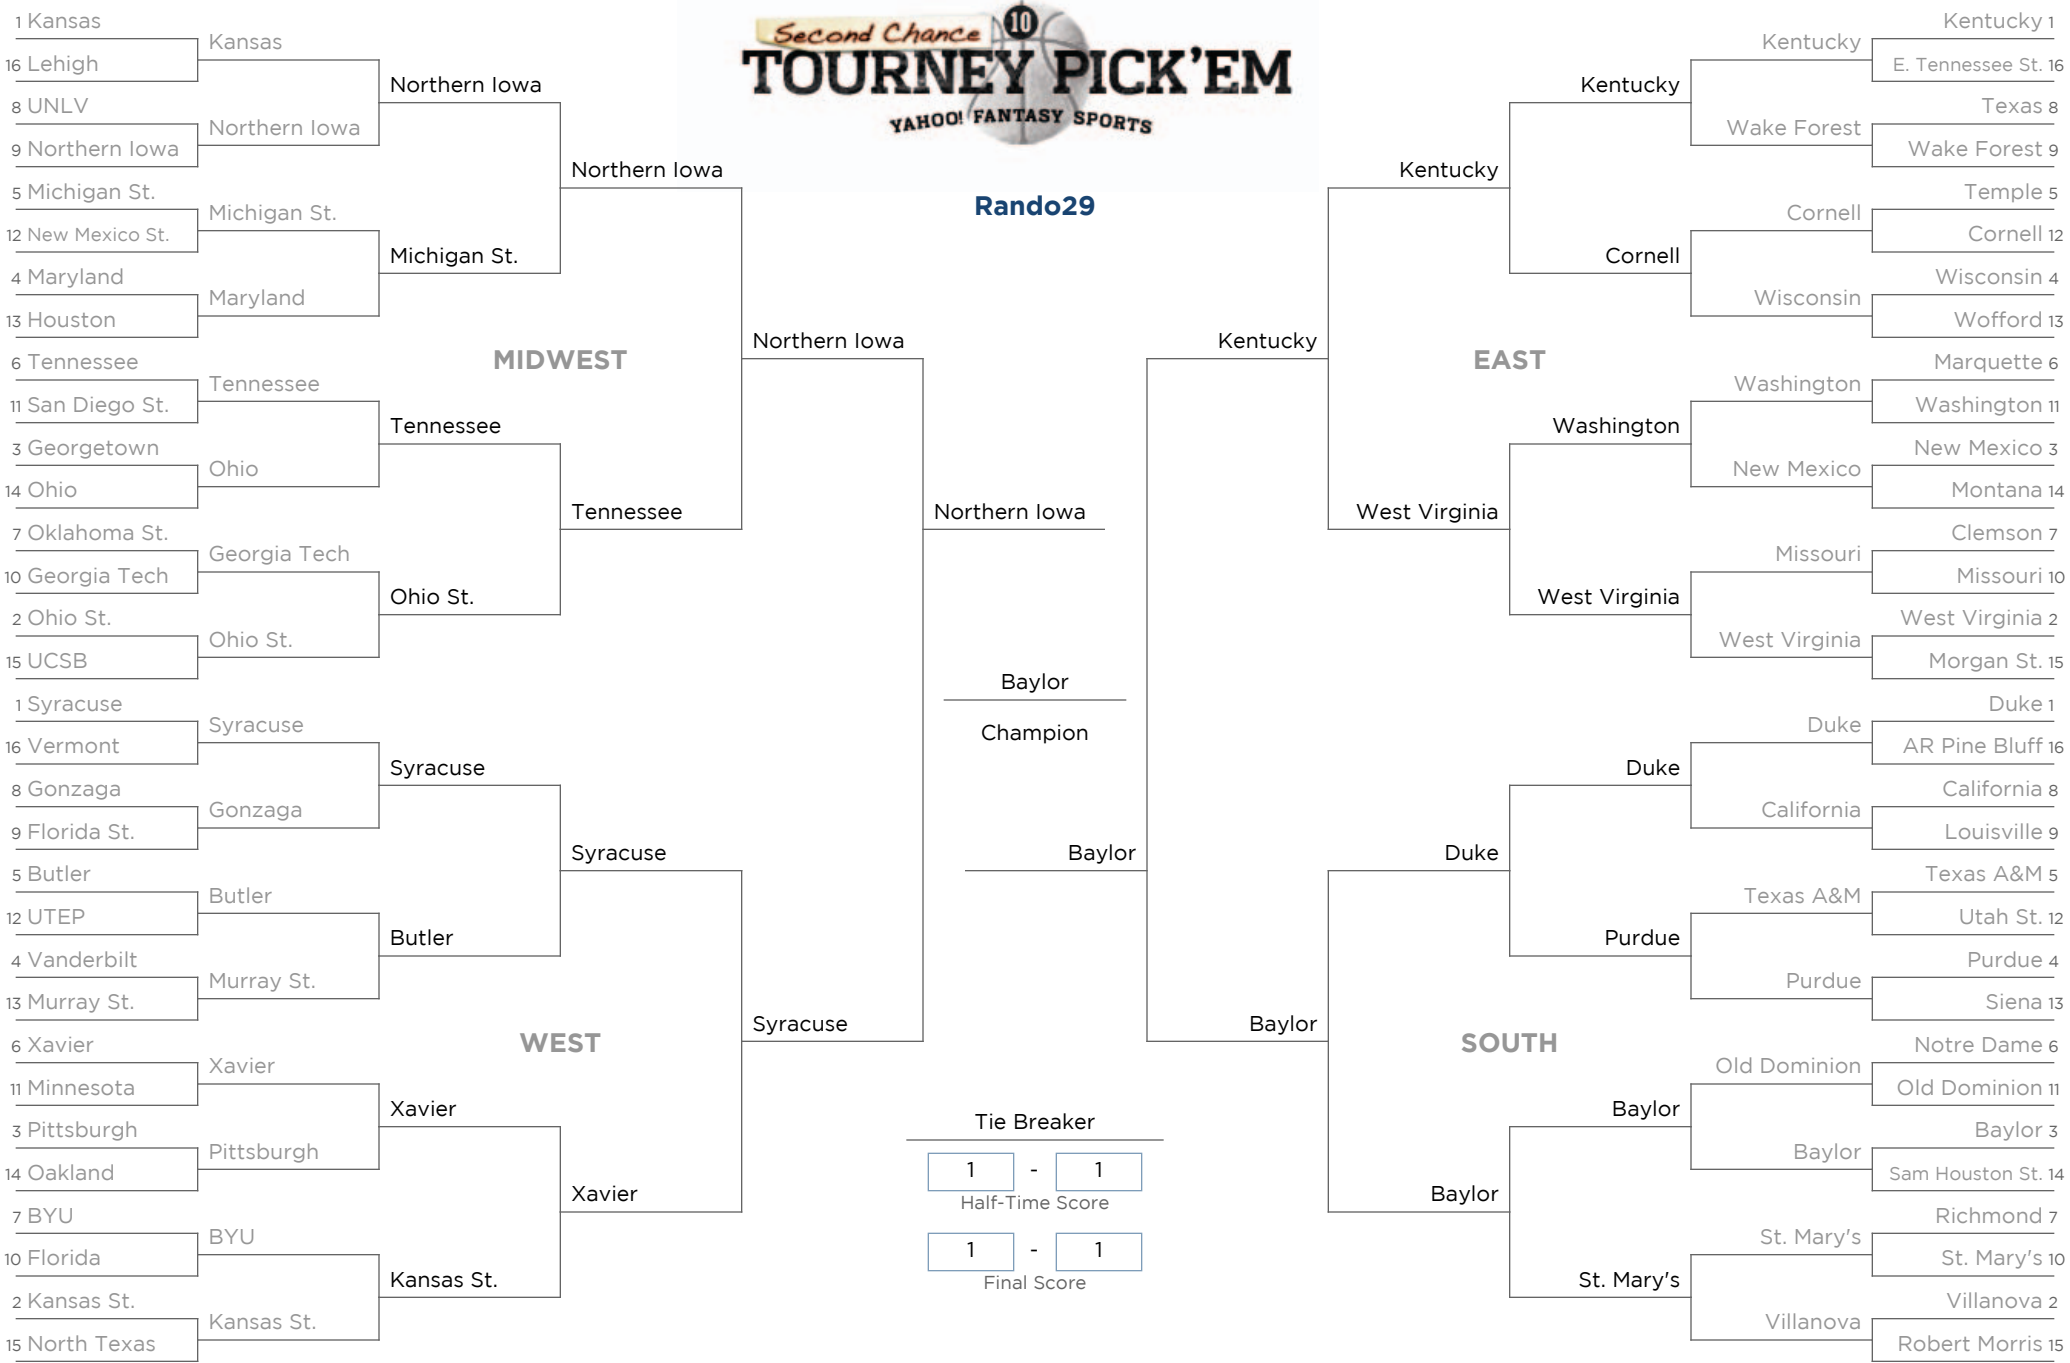 Second Chance 10
TOURNEY PICK'EM
YAHOO! FANTASY SPORTS
Rando29
1 Kansas
16 Lehigh
8 UNLV
9 Northern Iowa
5 Michigan St.
12 New Mexico St.
4 Maryland
13 Houston
6 Tennessee
11 San Diego St.
3 Georgetown
14 Ohio
7 Oklahoma St.
10 Georgia Tech
2 Ohio St.
15 UCSB
Kansas
Northern Iowa
Michigan St.
Maryland
Tennessee
Ohio
Georgia Tech
Ohio St.
Northern Iowa
Michigan St.
Tennessee
Ohio St.
Northern Iowa
Tennessee
MIDWEST
Northern Iowa
1 Syracuse
16 Vermont
8 Gonzaga
9 Florida St.
5 Butler
12 UTEP
4 Vanderbilt
13 Murray St.
6 Xavier
11 Minnesota
3 Pittsburgh
14 Oakland
7 BYU
10 Florida
2 Kansas St.
15 North Texas
Syracuse
Gonzaga
Butler
Murray St.
Xavier
Pittsburgh
BYU
Kansas St.
Syracuse
Butler
Xavier
Kansas St.
Syracuse
Xavier
WEST
Syracuse
Northern Iowa
Baylor
Champion
Baylor
Tie Breaker
1 - 1
Half-Time Score
1 - 1
Final Score
Kentucky 1
E. Tennessee St. 16
Texas 8
Wake Forest 9
Temple 5
Cornell 12
Wisconsin 4
Wofford 13
Marquette 6
Washington 11
New Mexico 3
Montana 14
Clemson 7
Missouri 10
West Virginia 2
Morgan St. 15
Kentucky
Wake Forest
Cornell
Wisconsin
Washington
New Mexico
Missouri
West Virginia
Kentucky
Cornell
Washington
West Virginia
Kentucky
West Virginia
EAST
Kentucky
Duke 1
AR Pine Bluff 16
California 8
Louisville 9
Texas A&M 5
Utah St. 12
Purdue 4
Siena 13
Notre Dame 6
Old Dominion 11
Baylor 3
Sam Houston St. 14
Richmond 7
St. Mary's 10
Villanova 2
Robert Morris 15
Duke
California
Texas A&M
Purdue
Old Dominion
Baylor
St. Mary's
Villanova
Duke
Purdue
Baylor
St. Mary's
Duke
Baylor
SOUTH
Baylor